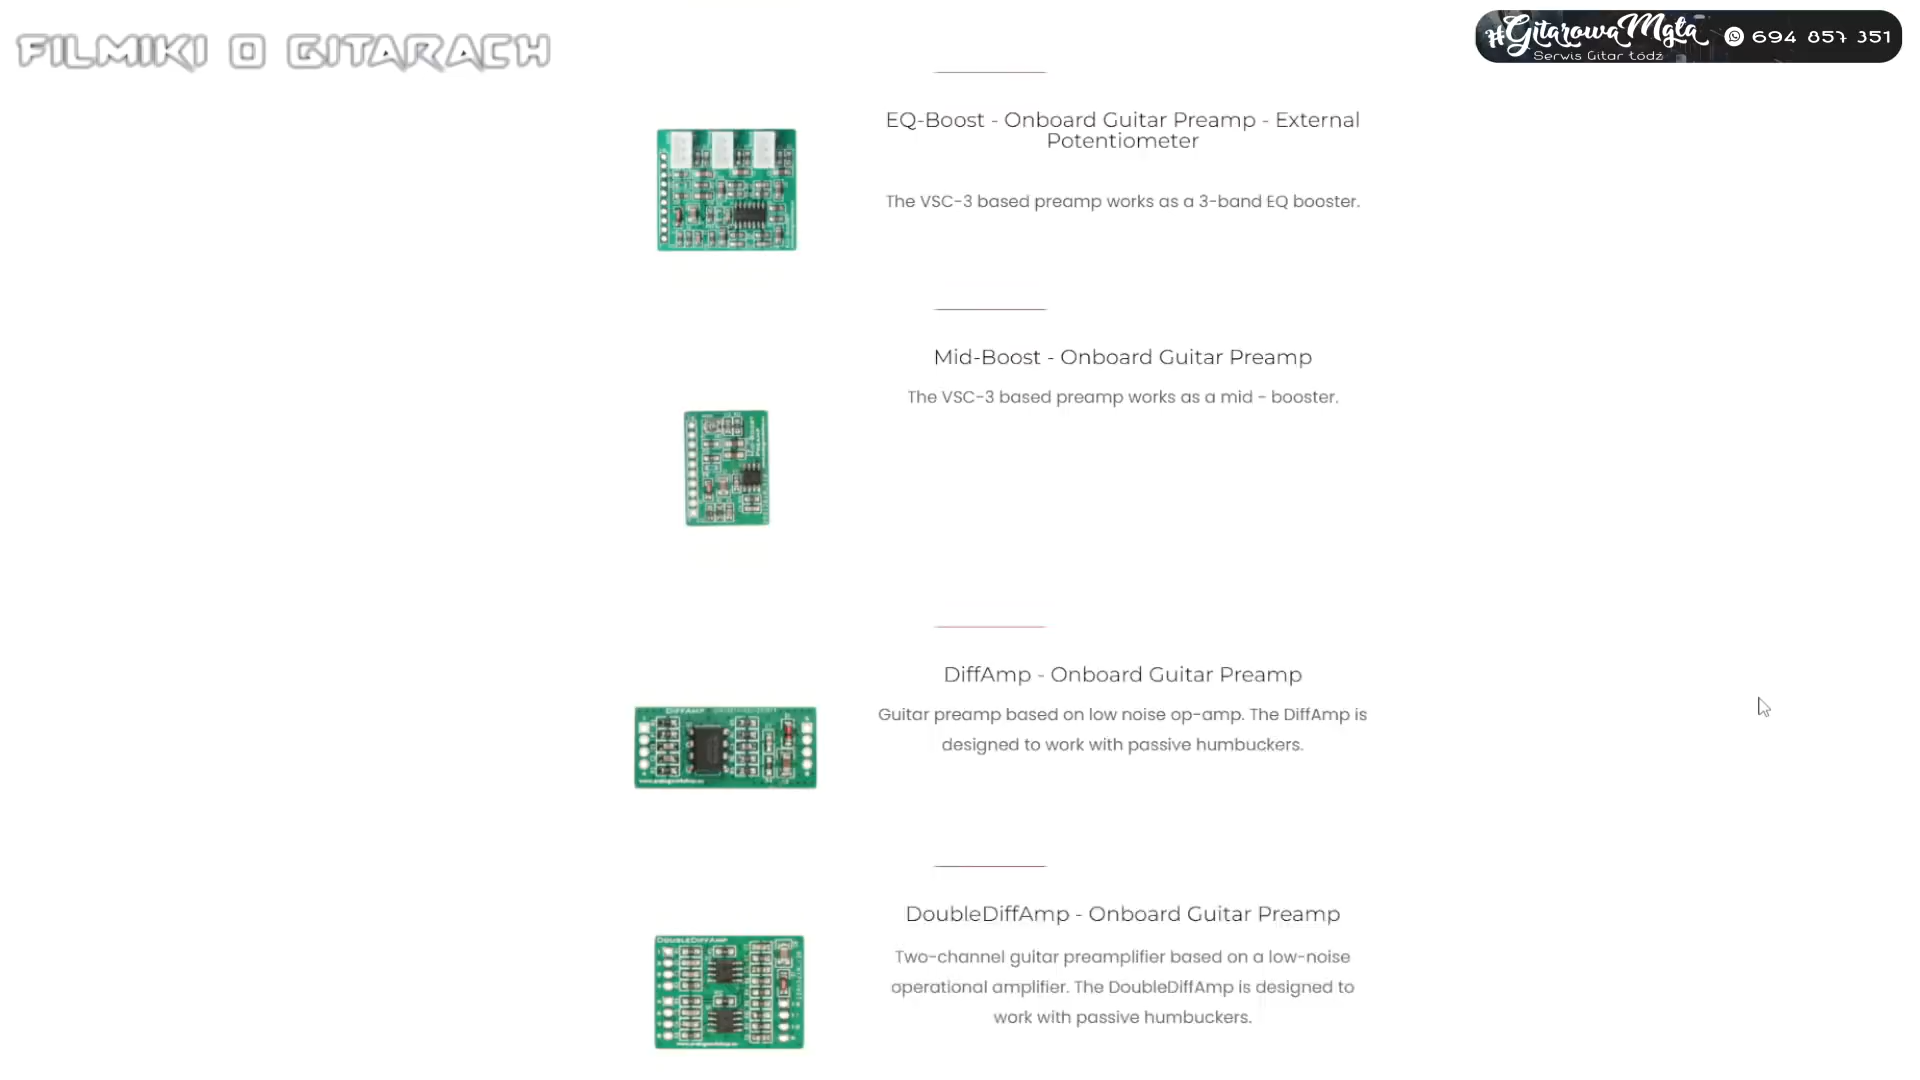 FILMIKI O GITARACH
#GitarowaMgła
694 857 351
Serwis Gitar Łódź
EQ-Boost - Onboard Guitar Preamp - External
Potentiometer
The VSC-3 based preamp works as a 3-band EQ booster.
Mid-Boost - Onboard Guitar Preamp
The VSC-3 based preamp works as a mid - booster.
DiffAmp - Onboard Guitar Preamp
Guitar preamp based on low noise op-amp. The DiffAmp is
designed to work with passive humbuckers.
DIFFAMP
DoubleDiffAmp - Onboard Guitar Preamp
Two-channel guitar preamplifier based on a low-noise
operational amplifier. The DoubleDiffAmp is designed to
work with passive humbuckers.
DOUBLEDIFFAMP